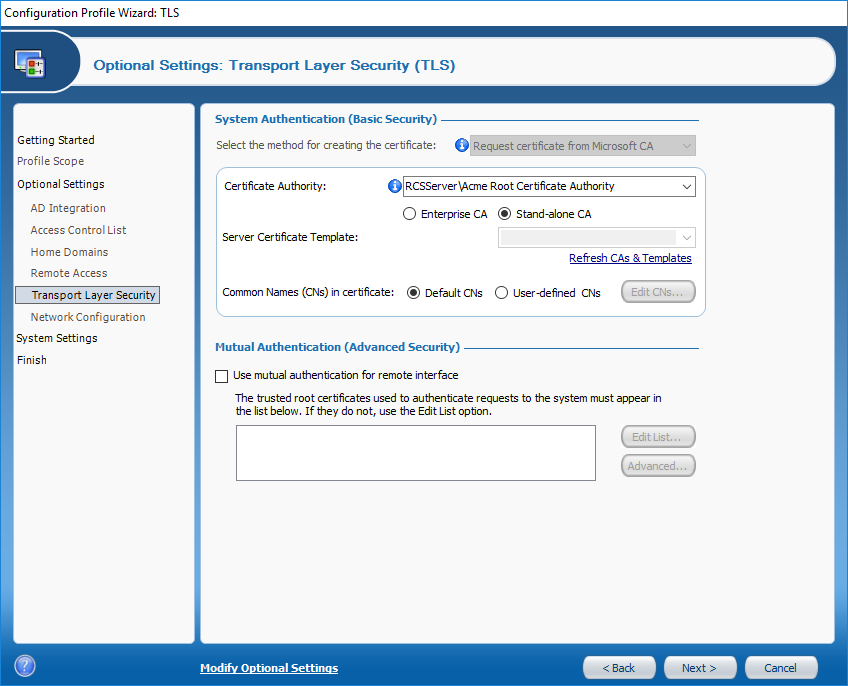 Configuration Profile Wizard: TLS
Optional Settings: Transport Layer Security (TLS)
Getting Started
Profile Scope
Optional Settings
AD Integration
Access Control List
Home Domains
Remote Access
Transport Layer Security
Network Configuration
System Settings
Finish
System Authentication (Basic Security)
Select the method for creating the certificate:
Request certificate from Microsoft CA
Certificate Authority:
RCSServer\Acme Root Certificate Authority
Enterprise CA
Stand-alone CA
Server Certificate Template:
Refresh CAs & Templates
Common Names (CNs) in certificate:
Default CNs
User-defined CNs
Edit CNs...
Mutual Authentication (Advanced Security)
Use mutual authentication for remote interface
The trusted root certificates used to authenticate requests to the system must appear in
the list below. If they do not, use the Edit List option.
Edit List...
Advanced...
?
Modify Optional Settings
< Back
Next >
Cancel